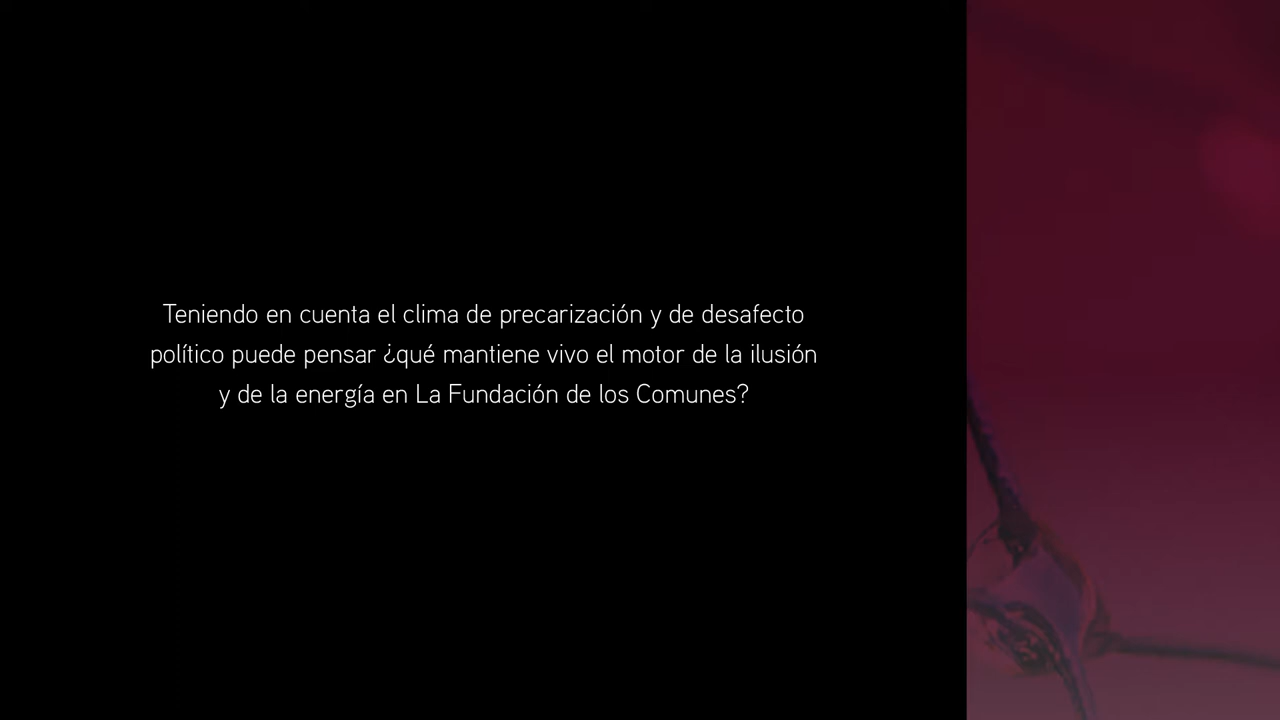 Teniendo en cuenta el clima de precarización y de desafecto
político puede pensar ¿qué mantiene vivo el motor de la ilusión
y de la energía en La Fundación de los Comunes?